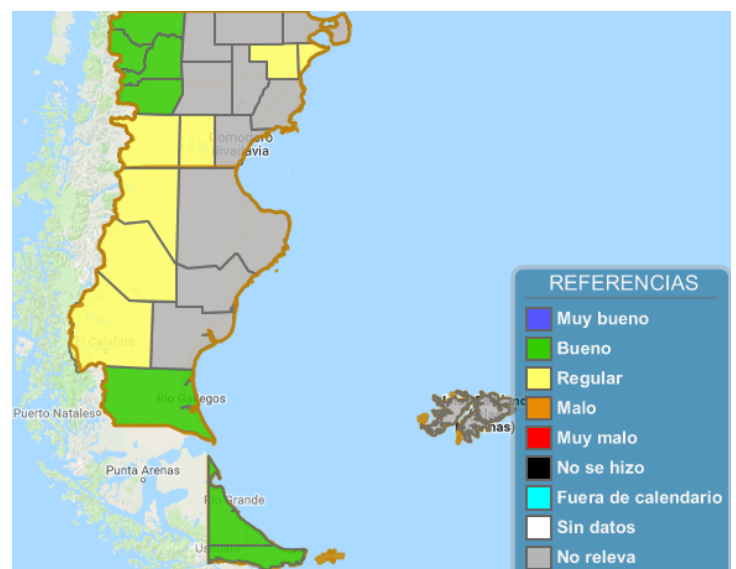 Comodoro
Rivadavia
El Calafate
Río Gallegos
Puerto Natales
Punta Arenas
Río Grande
Ushuaia
REFERENCIAS
Muy bueno
Bueno
Regular
Malo
Muy malo
No se hizo
Fuera de calendario
Sin datos
No releva